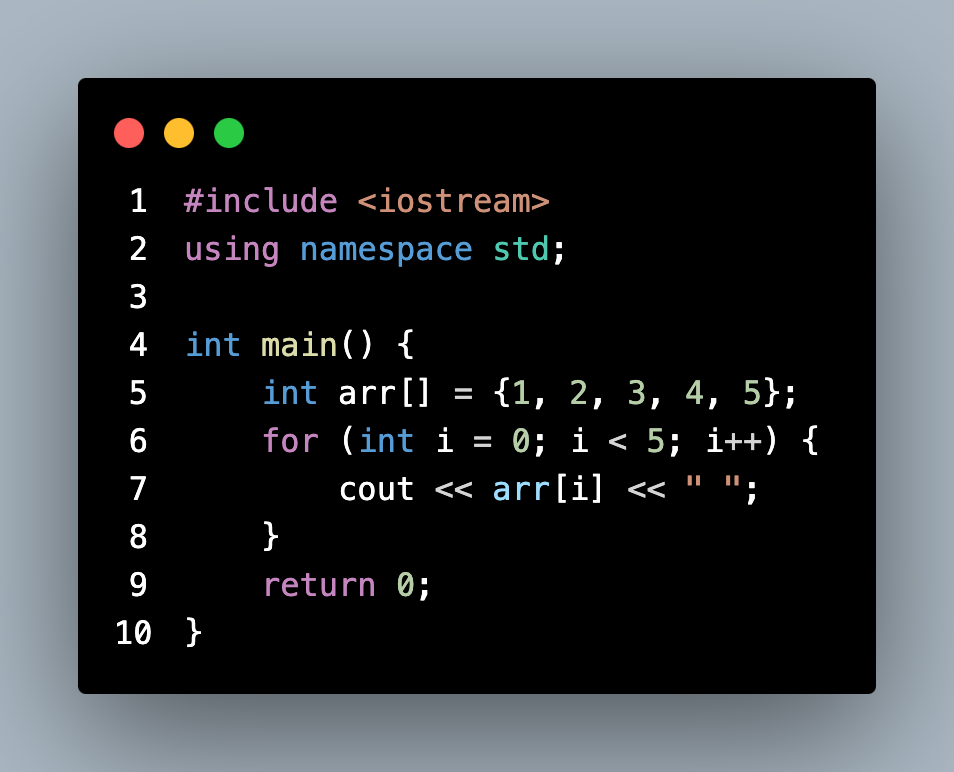 1 #include <iostream>
2 using namespace std;
3
4 int main() {
5     int arr[] = {1, 2, 3, 4, 5};
6     for (int i = 0; i < 5; i++) {
7         cout << arr[i] << " ";
8     }
9     return 0;
10 }